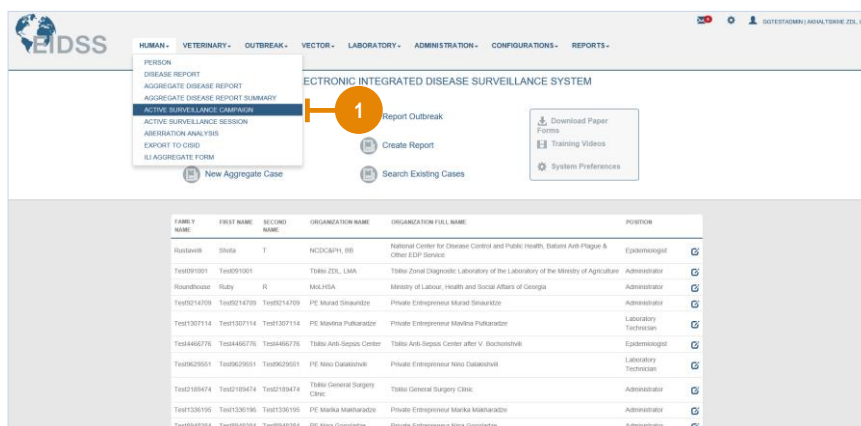 EIDSS
GGTESTADMIN | AKHALTSIKHE ZDL,
HUMAN
VETERINARY
OUTBREAK
VECTOR
LABORATORY
ADMINISTRATION
CONFIGURATIONS
REPORTS
PERSON
DISEASE REPORT
AGGREGATE DISEASE REPORT
AGGREGATE DISEASE REPORT SUMMARY
ACTIVE SURVEILLANCE CAMPAIGN
ACTIVE SURVEILLANCE SESSION
ABERRATION ANALYSIS
EXPORT TO CISID
ILI AGGREGATE FORM
1
ECTRONIC INTEGRATED DISEASE SURVEILLANCE SYSTEM
Report Outbreak
Create Report
New Aggregate Case
Search Existing Cases
Download Paper
Forms
Training Videos
System Preferences
FAMILY NAME FIRST NAME SECOND NAME ORGANIZATION NAME ORGANIZATION FULL NAME POSITION
Rustaveli Shota T NCDC&PH, BB National Center for Disease Control and Public Health, Batumi Anti-Plague &
Other EDP Service Epidemiologist
Test091001 Test091001 Tbilisi ZDL, LMA Tbilisi Zonal Diagnostic Laboratory of the Laboratory of the Ministry of Agriculture Administrator
Roundhouse Ruby R MoLHSA Ministry of Labour, Health and Social Affairs of Georgia Administrator
Test9214709 Test9214709 Test9214709 PE Murad Sinauridze Private Entrepreneur Murad Sinauridze Administrator
Test1307114 Test1307114 Test1307114 PE Mavlina Putkaradze Private Entrepreneur Mavlina Putkaradze Laboratory
Technician
Test4466776 Test4466776 Test4466776 Tbilisi Anti-Sepsis Center Tbilisi Anti-Sepsis Center after V. Bochorishvili Epidemiologist
Test9629551 Test9629551 Test9629551 PE Nino Dalakishvili Private Entrepreneur Nino Dalakishvili Laboratory
Technician
Test2189474 Test2189474 Test2189474 Tbilisi General Surgery
Clinic Tbilisi General Surgery Clinic Administrator
Test1336195 Test1336195 Test1336195 PE Marika Makharadze Private Entrepreneur Marika Makharadze Administrator